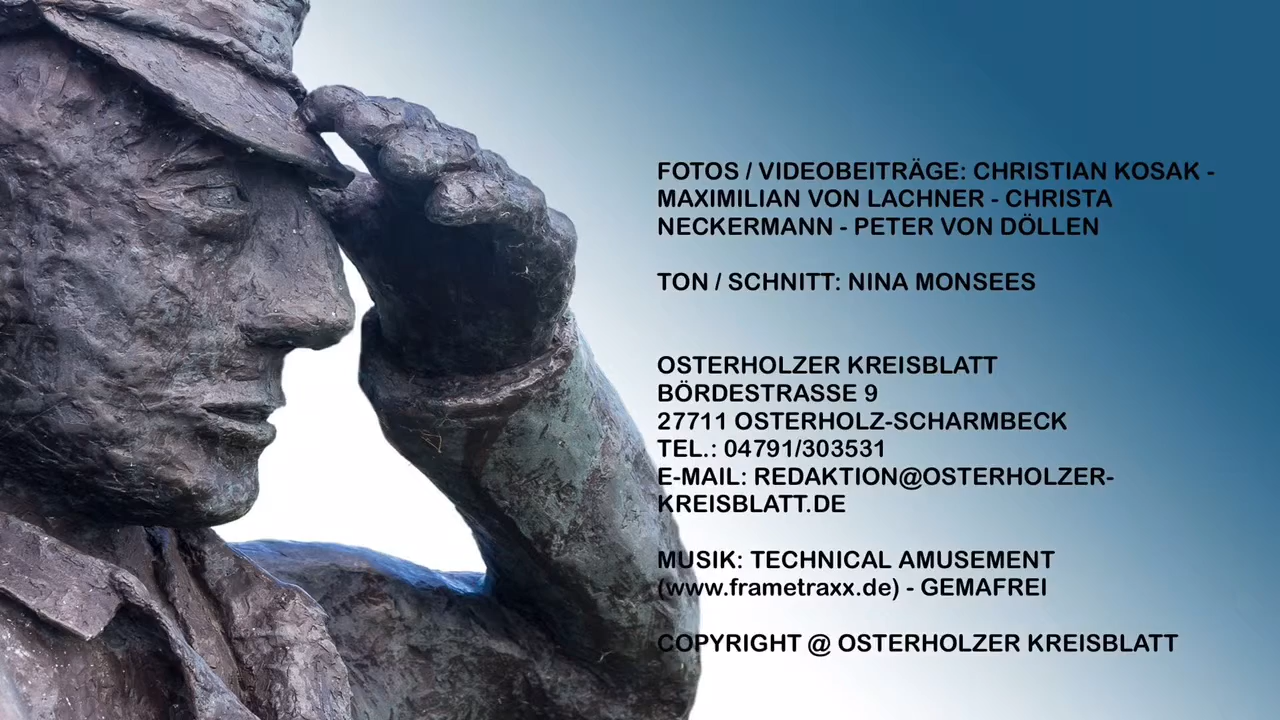 FOTOS / VIDEOBEITRÄGE: CHRISTIAN KOSAK -
MAXIMILIAN VON LACHNER - CHRISTA
NECKERMANN - PETER VON DÖLLEN
TON / SCHNITT: NINA MONSEES
OSTERHOLZER KREISBLATT
BÖRDESTRASSE 9
27711 OSTERHOLZ-SCHARMBECK
TEL.: 04791/303531
E-MAIL: REDAKTION@OSTERHOLZER-
KREISBLATT.DE
MUSIK: TECHNICAL AMUSEMENT
(www.frametraxx.de) - GEMAFREI
COPYRIGHT @ OSTERHOLZER KREISBLATT